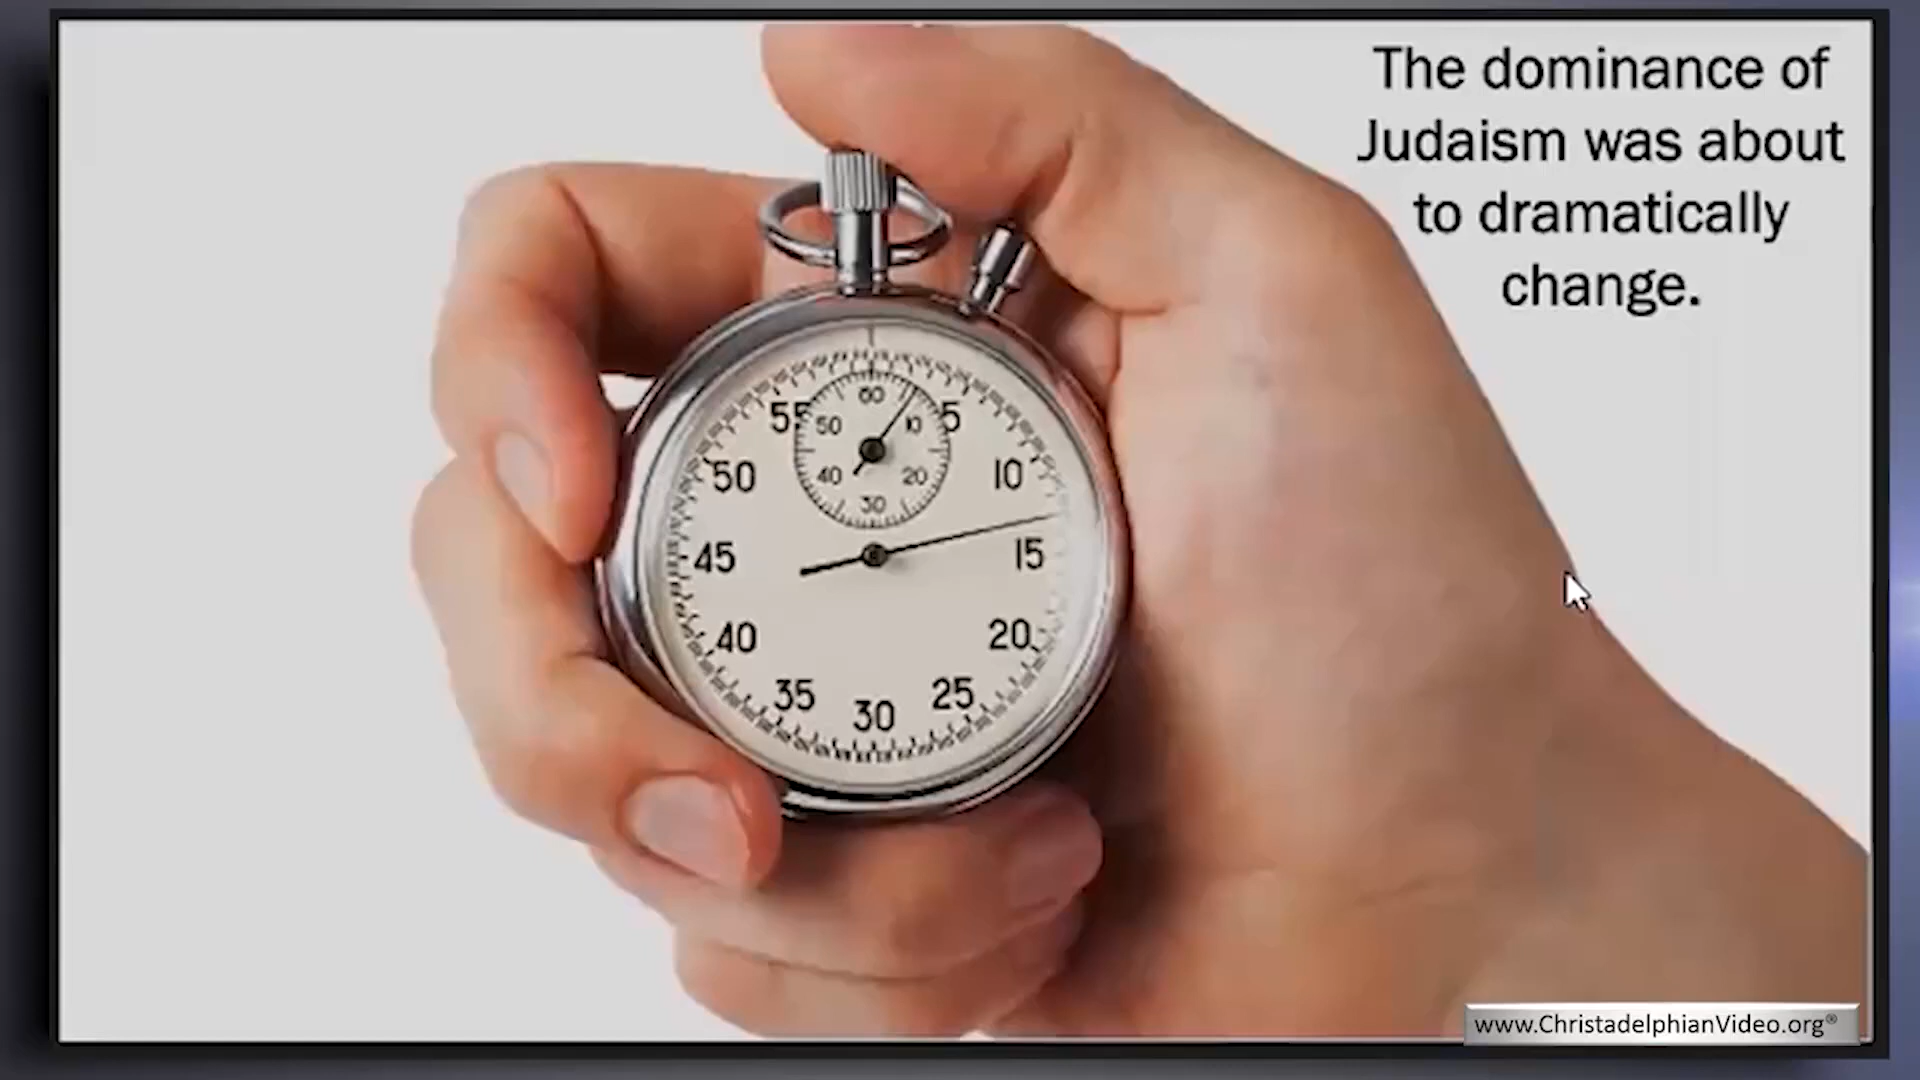 The dominance of
Judaism was about
to dramatically
change.
60
55 50 10 5
50 40 20 10
30
45 15
40 20
35 25
30
www.ChristadelphianVideo.org®